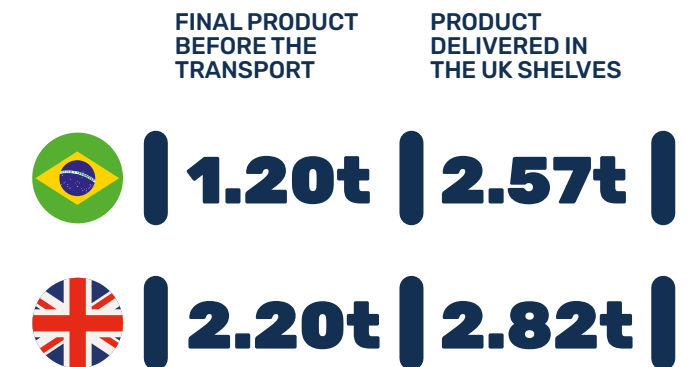 FINAL PRODUCT
BEFORE THE
TRANSPORT
PRODUCT
DELIVERED IN
THE UK SHELVES
1.20t 2.57t
2.20t 2.82t